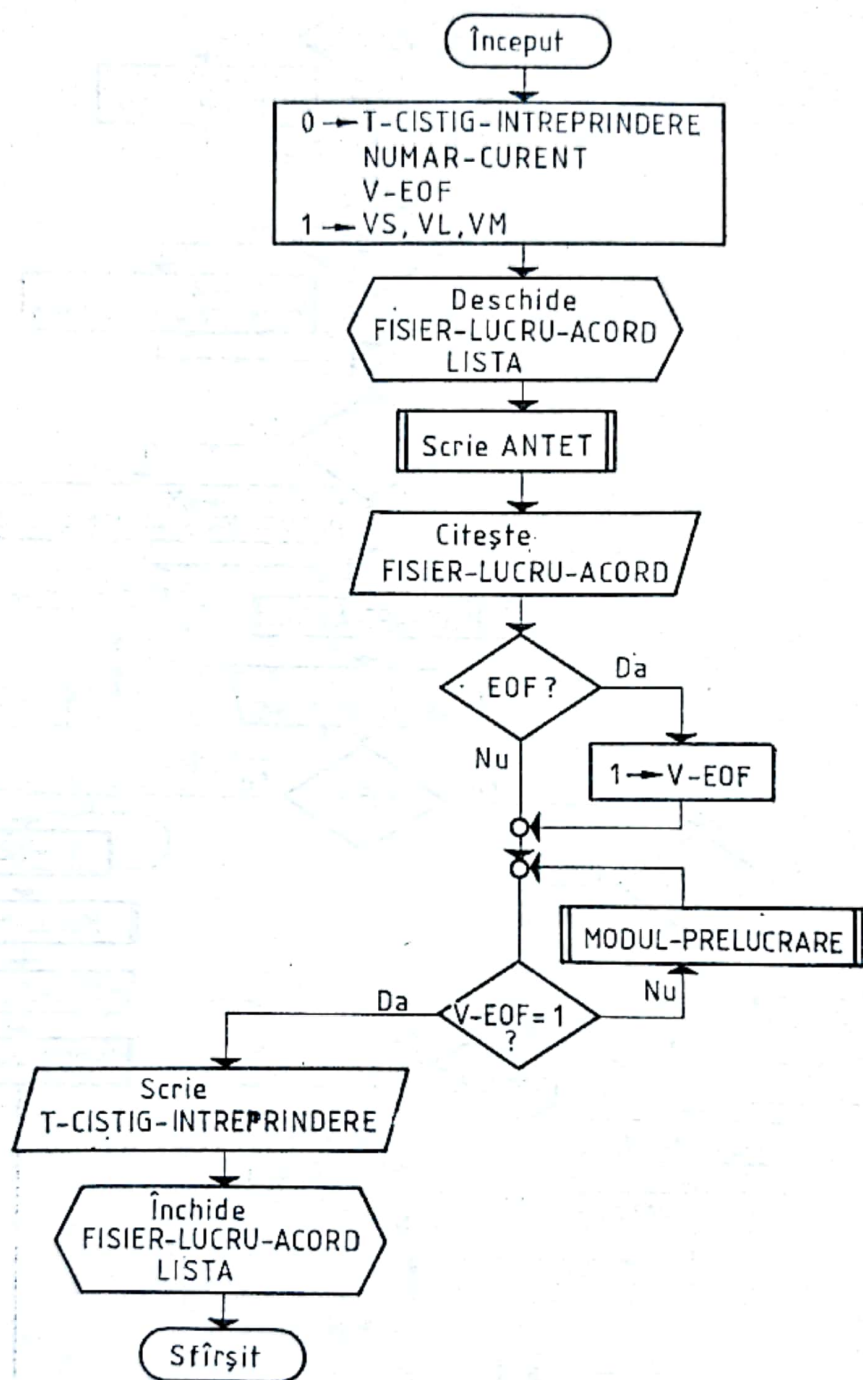 Început
0→T-CISTIG-INTREPRINDERE
NUMAR-CURENT
V-EOF
1→VS, VL, VM
Deschide
FISIER-LUCRU-ACORD
LISTA
Scrie ANTET
Citește
FISIER-LUCRU-ACORD
EOF ?
Da
Nu
1→V-EOF
MODUL-PRELUCRARE
Nu
Da
V-EOF=1
?
Scrie
T-CISTIG-INTREPRINDERE
Închide
FISIER-LUCRU-ACORD
LISTA
Sfîrșit